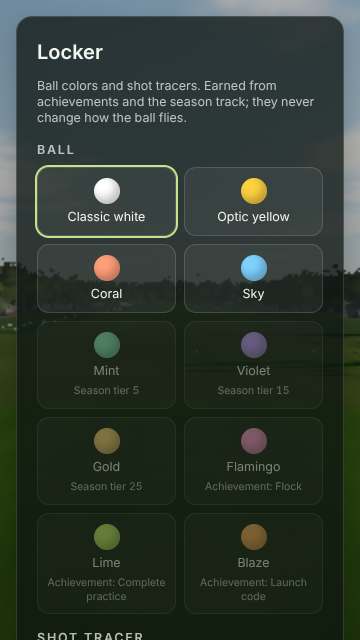 Locker
Ball colors and shot tracers. Earned from
achievements and the season track; they never
change how the ball flies.
BALL
Classic white
Optic yellow
Coral
Sky
Mint
Season tier 5
Violet
Season tier 15
Gold
Season tier 25
Flamingo
Achievement: Flock
Lime
Achievement: Complete
practice
Blaze
Achievement: Launch
code
SHOT TRACER